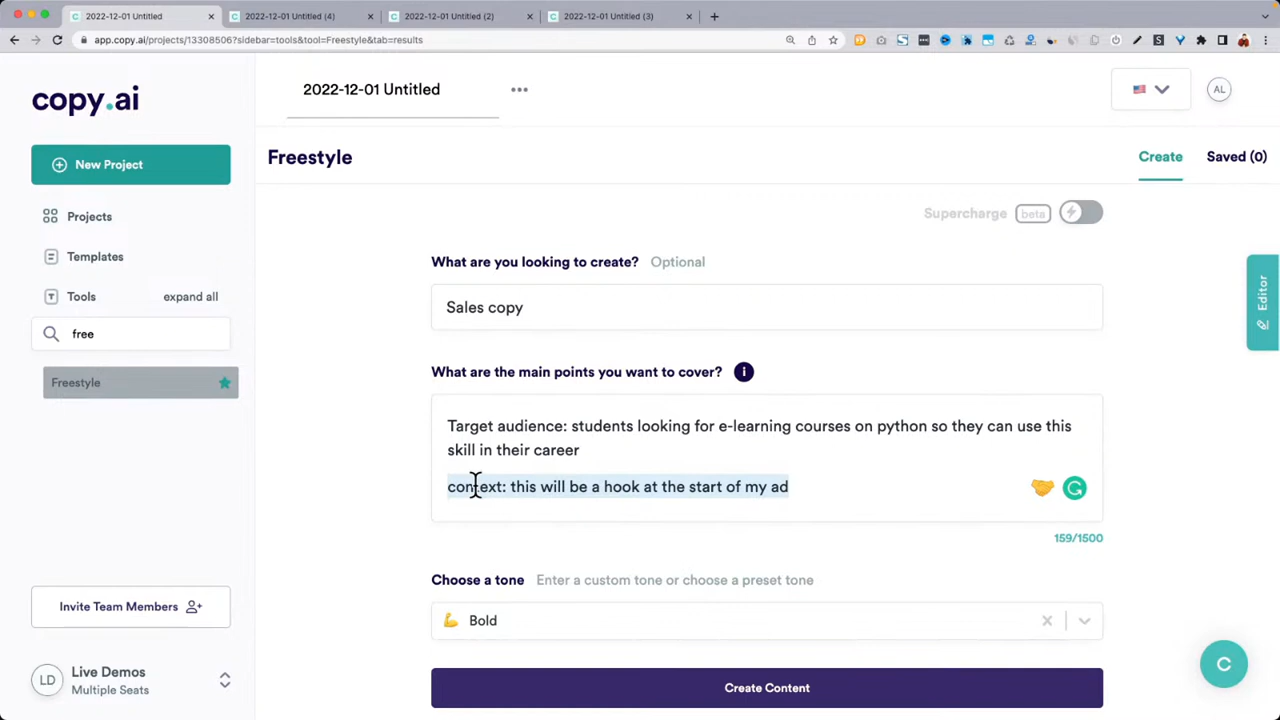 2022-12-01 Untitled
2022-12-01 Untitled (4)
2022-12-01 Untitled (2)
2022-12-01 Untitled (3)
app.copy.ai/projects/13308506?sidebar=tools&tool=Freestyle&tab=results
copy.ai
2022-12-01 Untitled
AL
New Project
Freestyle
Create
Saved (0)
Projects
Supercharge
beta
Templates
What are you looking to create?
Optional
Tools
expand all
Sales copy
free
What are the main points you want to cover?
Freestyle
Target audience: students looking for e-learning courses on python so they can use this
skill in their career
context: this will be a hook at the start of my ad
159/1500
Choose a tone
Enter a custom tone or choose a preset tone
Invite Team Members
Bold
LD
Live Demos
Multiple Seats
Create Content
C
Editor